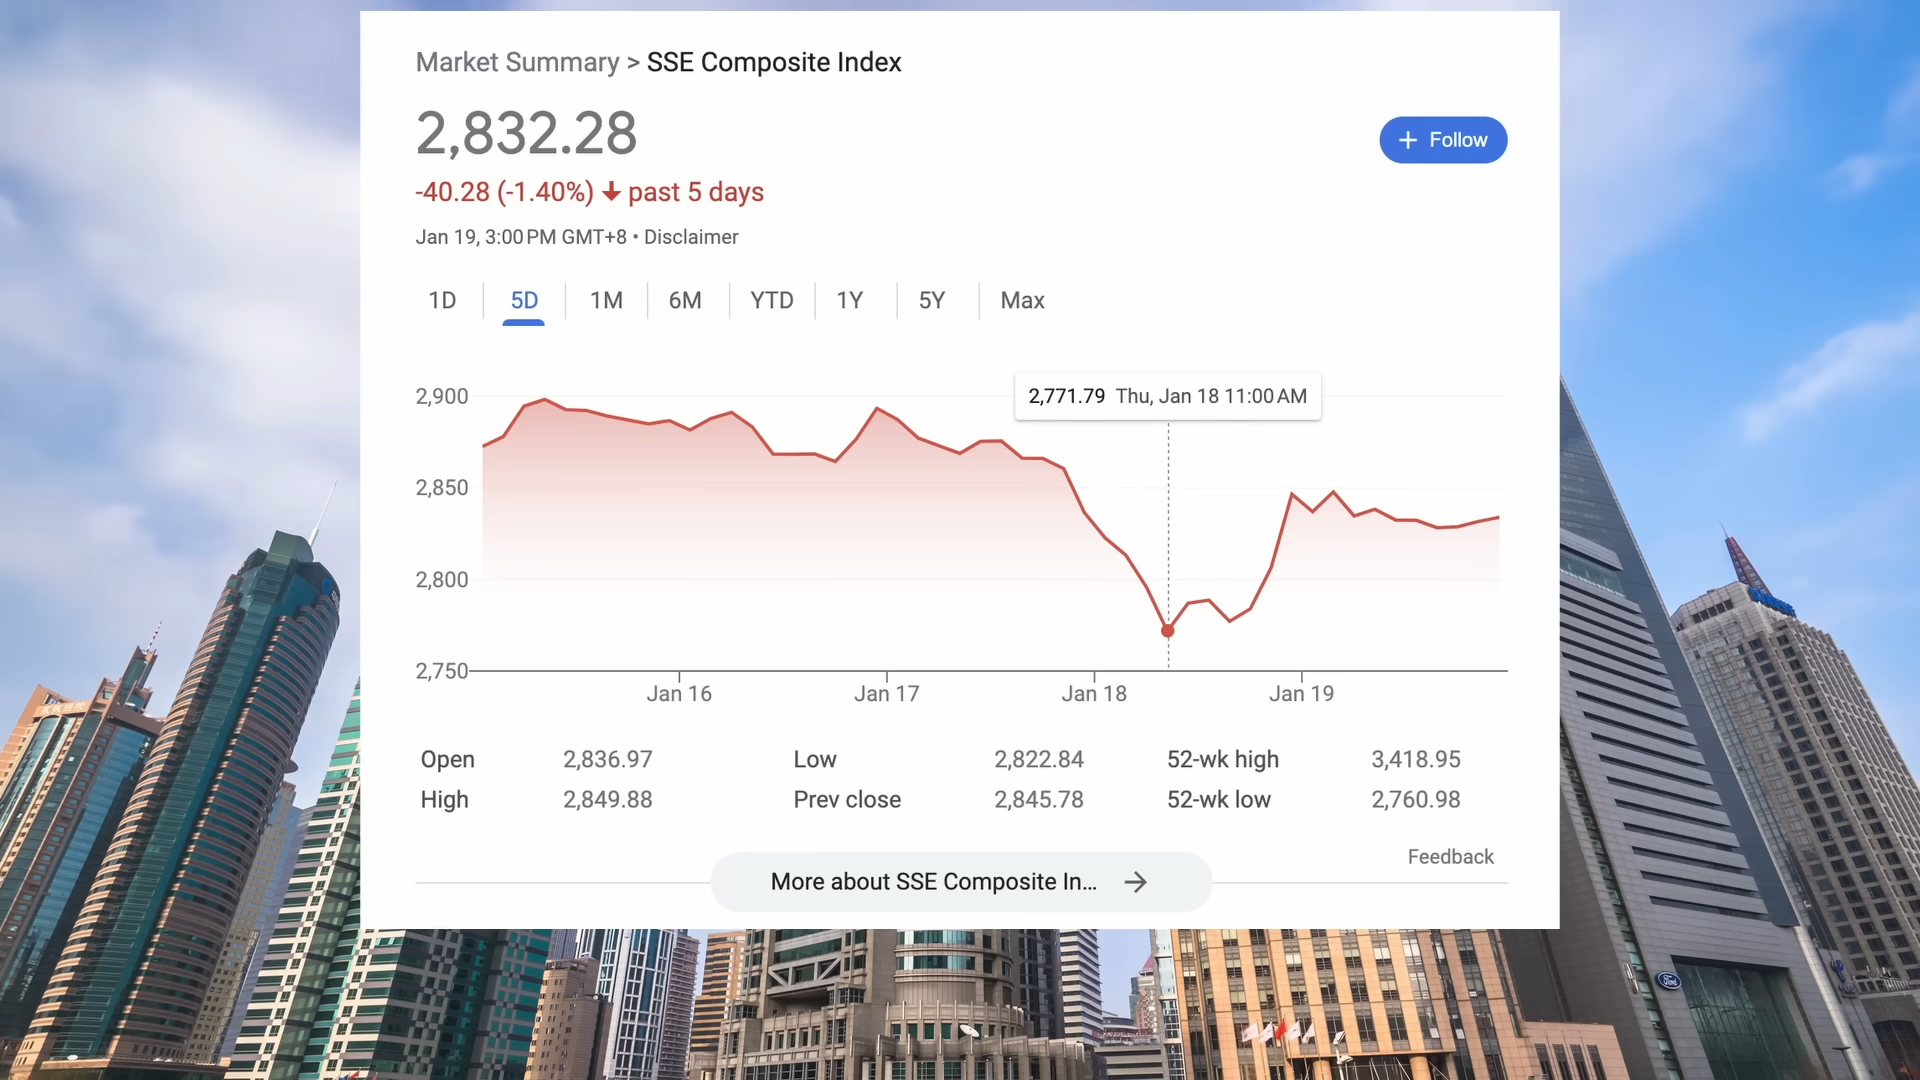 Market Summary > SSE Composite Index
2,832.28
+ Follow
-40.28 (-1.40%) ↓ past 5 days
Jan 19, 3:00 PM GMT+8 • Disclaimer
1D 5D 1M 6M YTD 1Y 5Y Max
2,771.79 Thu, Jan 18 11:00 AM
2,900
2,850
2,800
2,750
Jan 16 Jan 17 Jan 18 Jan 19
Open 2,836.97 Low 2,822.84 52-wk high 3,418.95
High 2,849.88 Prev close 2,845.78 52-wk low 2,760.98
Feedback
More about SSE Composite In... →
Ford